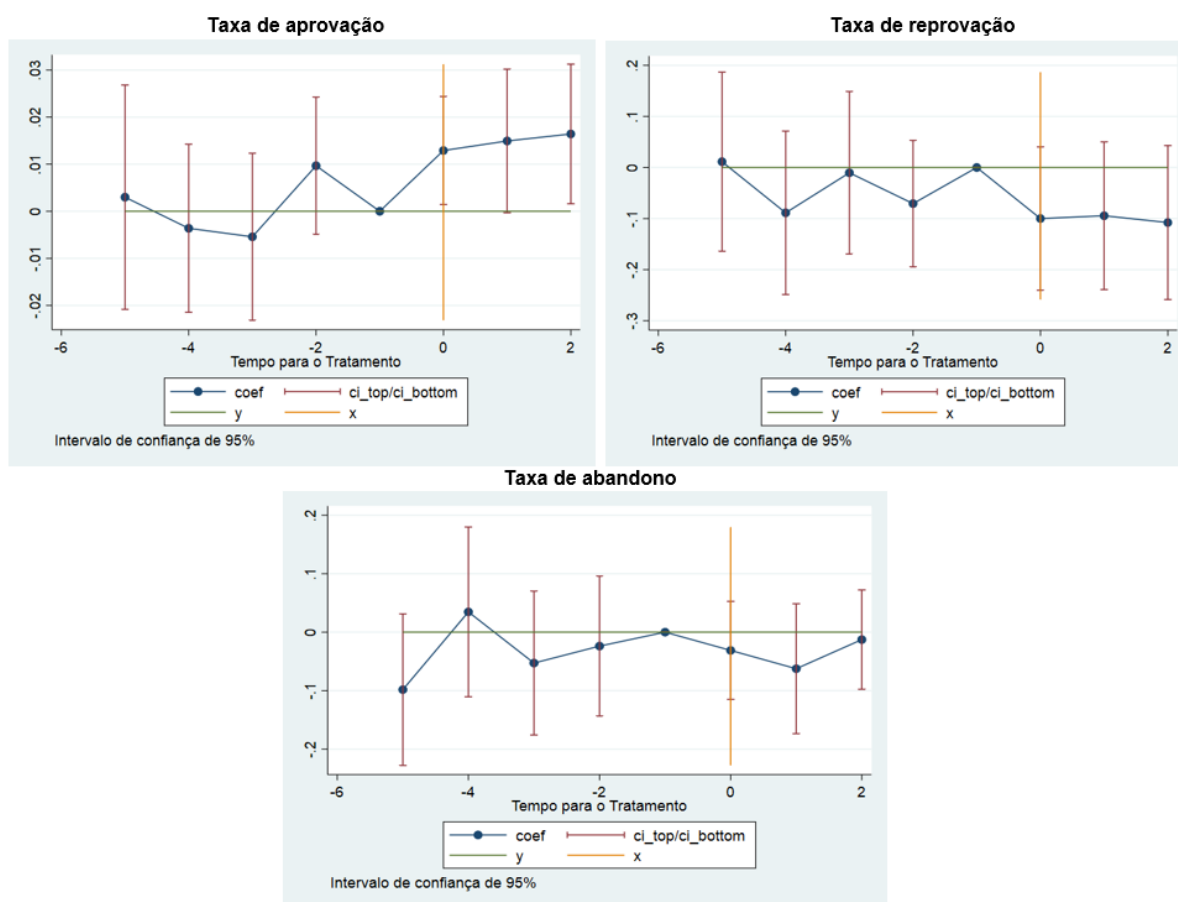 Taxa de aprovação
.03
.02
.01
0
-.01
-.02
-6 -4 -2 0 2
Tempo para o Tratamento
coef ci_top/ci_bottom
y x
Intervalo de confiança de 95%
Taxa de reprovação
.2
.1
0
-.1
-.2
-.3
-6 -4 -2 0 2
Tempo para o Tratamento
coef ci_top/ci_bottom
y x
Intervalo de confiança de 95%
Taxa de abandono
.2
.1
0
-.1
-.2
-6 -4 -2 0 2
Tempo para o Tratamento
coef ci_top/ci_bottom
y x
Intervalo de confiança de 95%